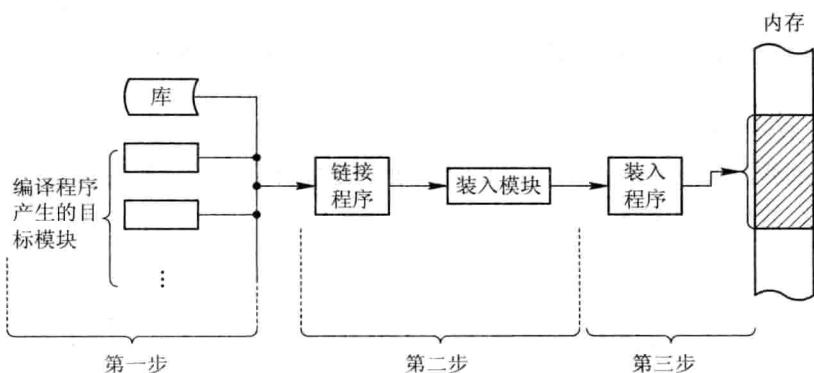 内存
库
编译程序
产生的目
标模块
⋮
链接
程序
装入模块
装入
程序
第一步
第二步
第三步